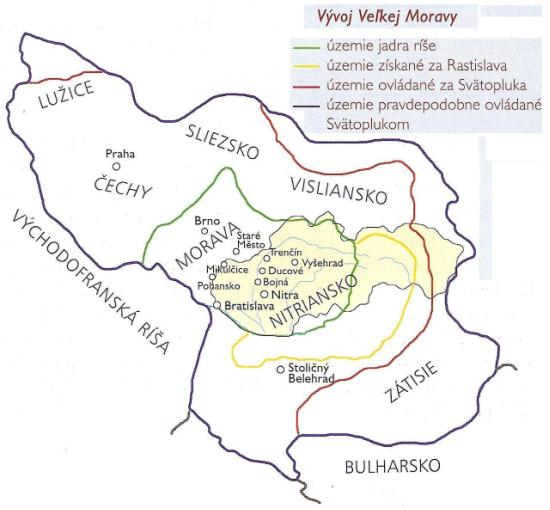 Vývoj Veľkej Moravy
územie jadra ríše
územie získané za Rastislava
územie ovládané za Svätopluka
územie pravdepodobne ovládané
Svätoplukom
LUŽICE
SLIEZSKO
Praha
ČECHY
VISLIANSKO
VÝCHODOFRANSKÁ RÍŠA
Brno
MORAVA
Staré
Město
Trenčín
Mikulčice
Vyšehrad
Ducové
Pohansko
Bojná
Nitra
NITRIANSKO
Bratislava
Stoličný
Belehrad
ZÁTISIE
BULHARSKO